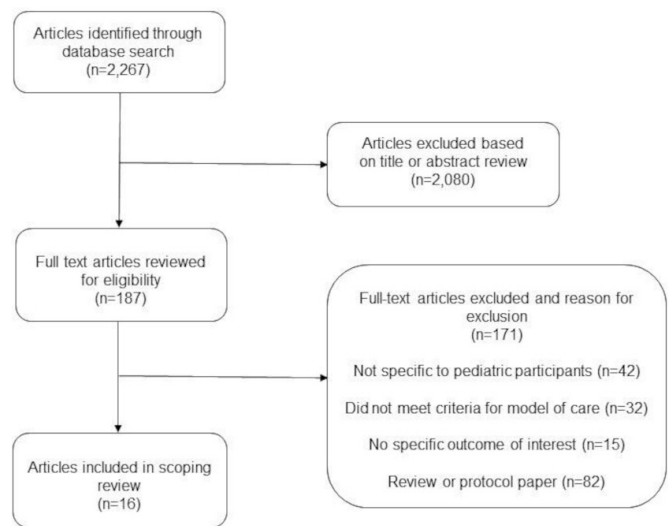 Articles identified through
database search
(n=2,267)
Articles excluded based
on title or abstract review
(n=2,080)
Full text articles reviewed
for eligibility
(n=187)
Full-text articles excluded and reason for
exclusion
(n=171)
Not specific to pediatric participants (n=42)
Did not meet criteria for model of care (n=32)
No specific outcome of interest (n=15)
Review or protocol paper (n=82)
Articles included in scoping
review
(n=16)